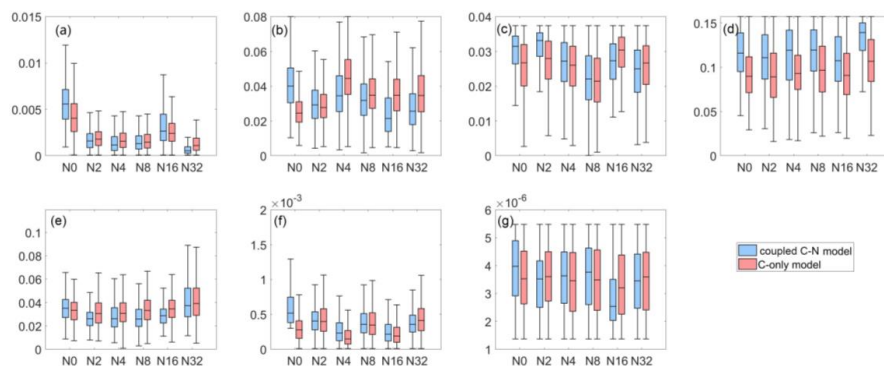 0.015
(a)
0.01
0.005
0
N0 N2 N4 N8 N16 N32
0.08
(b)
0.06
0.04
0.02
0
N0 N2 N4 N8 N16 N32
0.04
(c)
0.03
0.02
0.01
0
N0 N2 N4 N8 N16 N32
(d)
0.15
0.1
0.05
0
N0 N2 N4 N8 N16 N32
(e)
0.1
0.08
0.06
0.04
0.02
0
N0 N2 N4 N8 N16 N32
×10⁻³
2
(f)
1.5
1
0.5
0
N0 N2 N4 N8 N16 N32
×10⁻⁶
6
(g)
5
4
3
2
1
N0 N2 N4 N8 N16 N32
coupled C-N model
C-only model